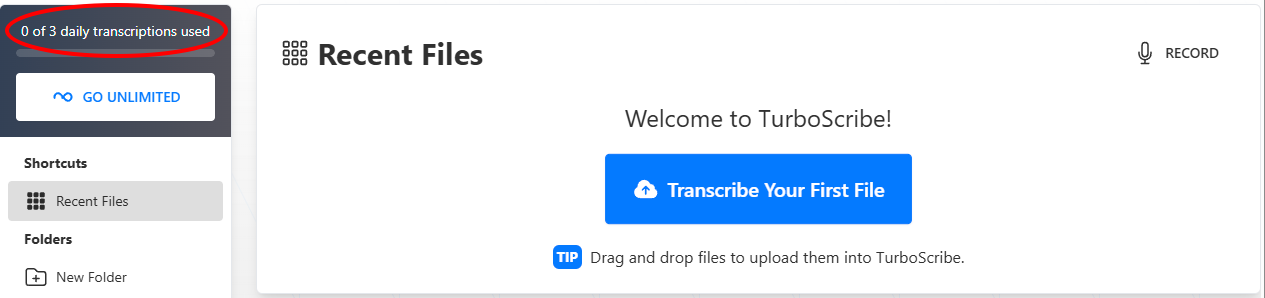 0 of 3 daily transcriptions used
GO UNLIMITED
Shortcuts
Recent Files
Folders
New Folder
Recent Files
RECORD
Welcome to TurboScribe!
Transcribe Your First File
TIP Drag and drop files to upload them into TurboScribe.